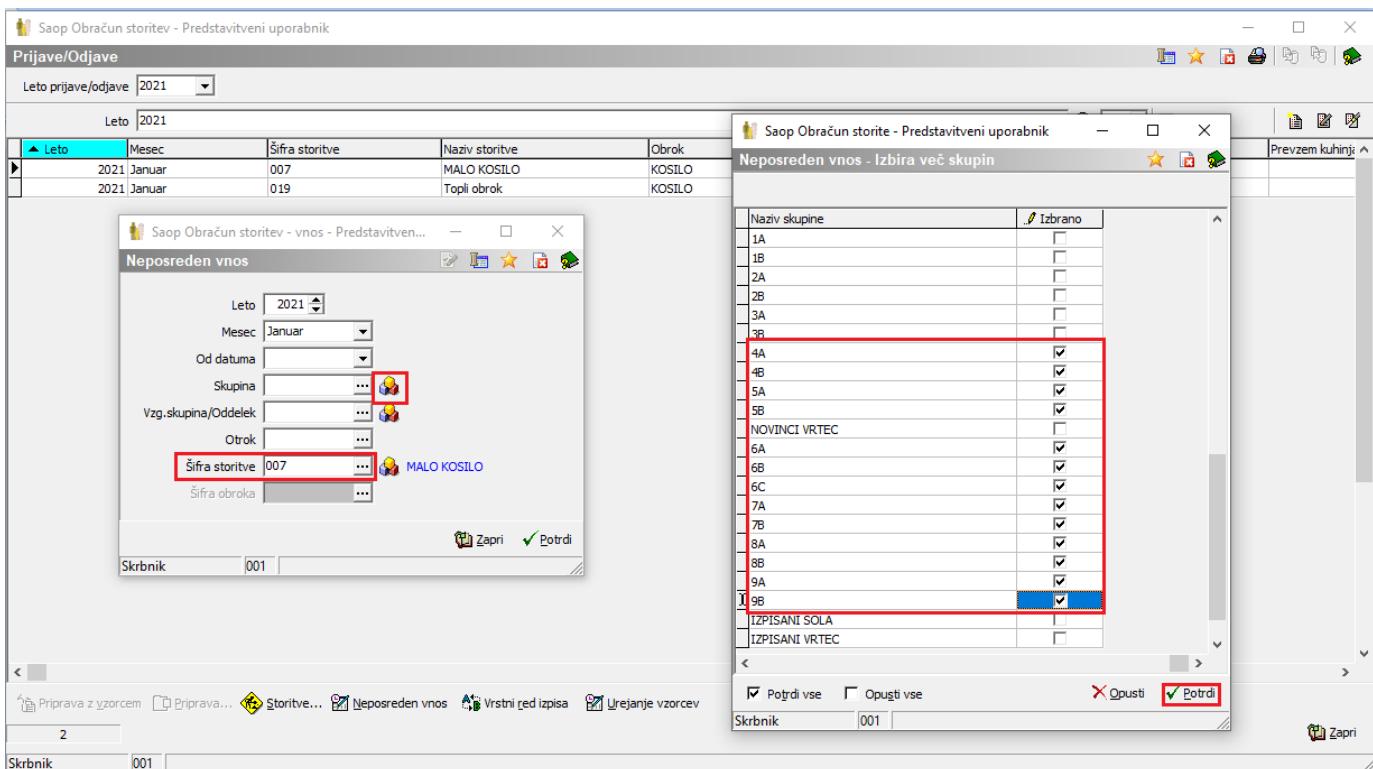 Saop Obračun storitev - Predstavitveni uporabnik
Prijave/Odjave
Leto prijave/odjave 2021
Leto 2021
Leto Mesec Šifra storitve Naziv storitve Obrok Prevzem kuhinja
2021 Januar 007 MALO KOSILO KOSILO
2021 Januar 019 Topli obrok KOSILO
Saop Obračun storitev - vnos - Predstavitven...
Neposreden vnos
Leto 2021
Mesec Januar
Od datuma
Skupina ...
Vzg.skupina/Oddelek ...
Otrok ...
Šifra storitve 007 ... MALO KOSILO
Šifra obroka ...
Zapri Potrdi
Skrbnik 001
Saop Obračun storite - Predstavitveni uporabnik
Neposreden vnos - Izbira več skupin
Naziv skupine Izbrano
1A
1B
2A
2B
3A
3B
4A
4B
5A
5B
NOVINCI VRTEC
6A
6B
6C
7A
7B
8A
8B
9A
9B
IZPISANI SOLA
IZPISANI VRTEC
Potrdi vse Opusti vse Opusti Potrdi
Skrbnik 001
Priprava z vzorcem Priprava... Storitve... Neposreden vnos Vrstni red izpisa Urejanje vzorcev
2
Zapri
Skrbnik 001